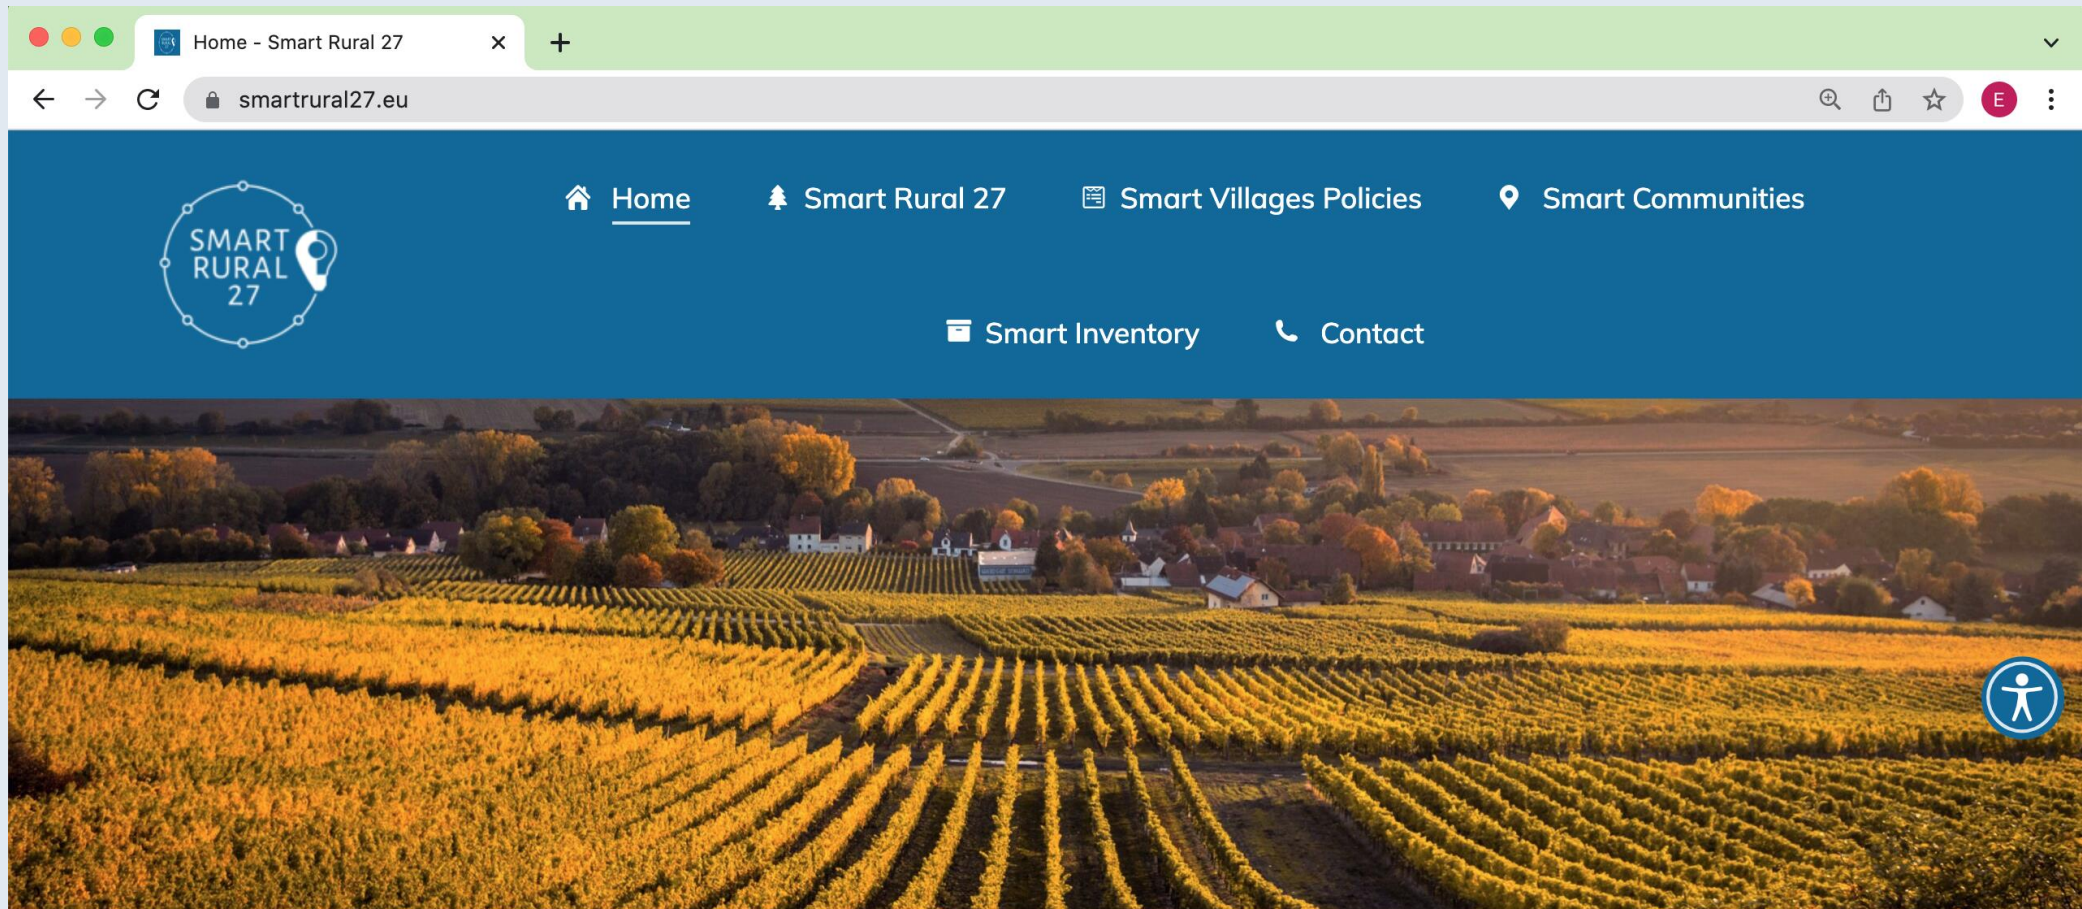 Home - Smart Rural 27
smartrural27.eu
E
Home Smart Rural 27 Smart Villages Policies Smart Communities
SMART
RURAL
27
Smart Inventory Contact